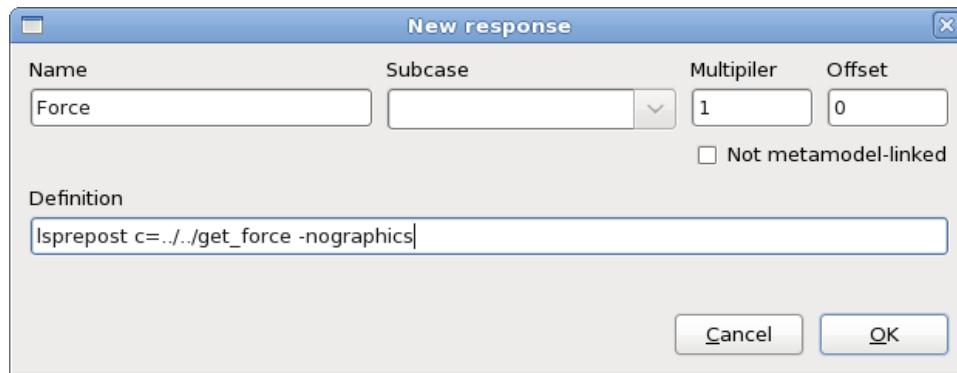 New response
Name Subcase Multipiler Offset
Force 1 0
Not metamodel-linked
Definition
lsprepost c=../../get_force -nographics
Cancel OK